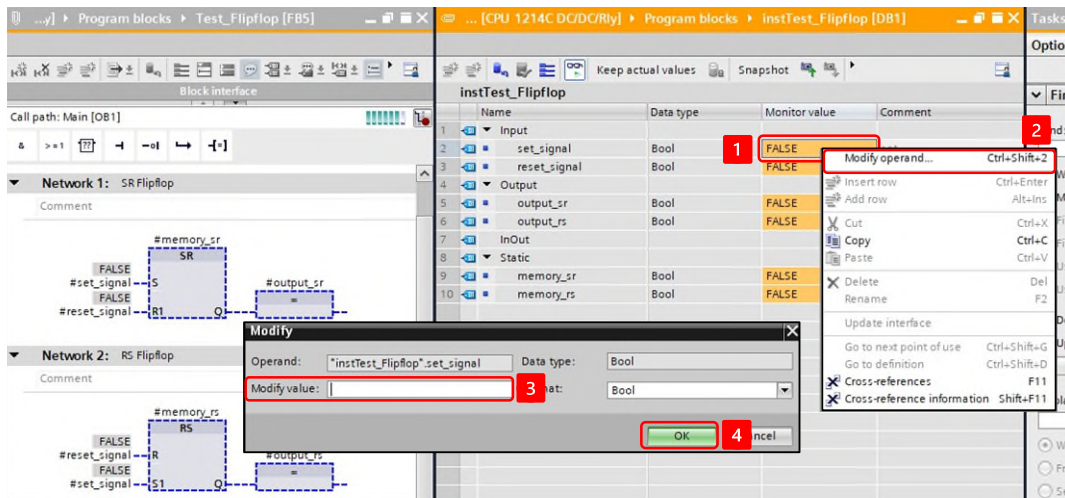 ...y] ▸ Program blocks ▸ Test_Flipflop [FB5]
Block interface
Call path: Main [OB1]
& >=1 [??] ⊣ –o| ↦ -[=]
Network 1: SR Flipflop
Comment
#memory_sr
SR
FALSE
#set_signal S
#output_sr
FALSE
=
#reset_signal R1 Q
Network 2: RS Flipflop
Comment
#memory_rs
RS
FALSE
#reset_signal R
#output_rs
FALSE
=
#set_signal S1 Q
... [CPU 1214C DC/DC/Rly] ▸ Program blocks ▸ instTest_Flipflop [DB1]
Keep actual values Snapshot
instTest_Flipflop
Name Data type Monitor value Comment
1 Input
2 set_signal Bool FALSE
3 reset_signal Bool FALSE
4 Output
5 output_sr Bool FALSE
6 output_rs Bool FALSE
7 InOut
8 Static
9 memory_sr Bool FALSE
10 memory_rs Bool FALSE
1
2
Modify operand... Ctrl+Shift+2
Insert row Ctrl+Enter
Add row Alt+Ins
Cut Ctrl+X
Copy Ctrl+C
Paste Ctrl+V
Delete Del
Rename F2
Update interface
Go to next point of use Ctrl+Shift+G
Go to definition Ctrl+Shift+D
Cross-references F11
Cross-reference information Shift+F11
Modify
Operand: "instTest_Flipflop".set_signal Data type: Bool
Modify value: 3 at: Bool
OK 4 ncel
Tasks
Optio
Fin
nd: